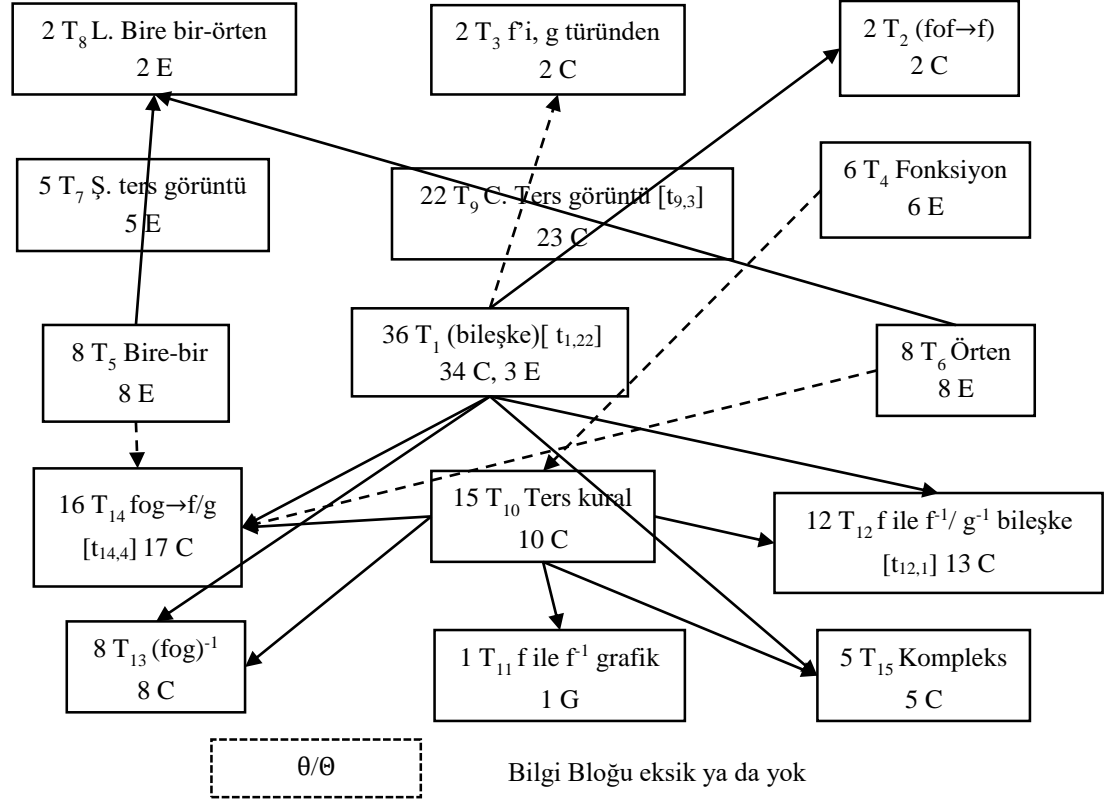 2 T8 L. Bire bir-örten
2 E
2 T3 f'i, g türünden
2 C
2 T2 (fof→f)
2 C
5 T7 Ş. ters görüntü
5 E
22 T9 C. Ters görüntü [t9,3]
23 C
6 T4 Fonksiyon
6 E
8 T5 Bire-bir
8 E
36 T1 (bileşke)[ t1,22]
34 C, 3 E
8 T6 Örten
8 E
16 T14 fog→f/g
[t14,4] 17 C
15 T10 Ters kural
10 C
12 T12 f ile f-1/ g-1 bileşke
[t12,1] 13 C
8 T13 (fog)-1
8 C
1 T11 f ile f-1 grafik
1 G
5 T15 Kompleks
5 C
θ/Θ
Bilgi Bloğu eksik ya da yok